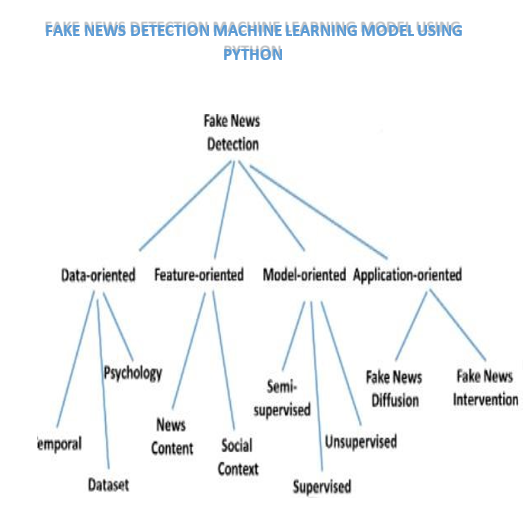 FAKE NEWS DETECTION MACHINE LEARNING MODEL USING
PYTHON
Fake News
Detection
Data-oriented Feature-oriented Model-oriented Application-oriented
Psychology
Semi-
supervised
Fake News
Diffusion
Fake News
Intervention
News
Content
emporal
Social
Context
Unsupervised
Dataset
Supervised